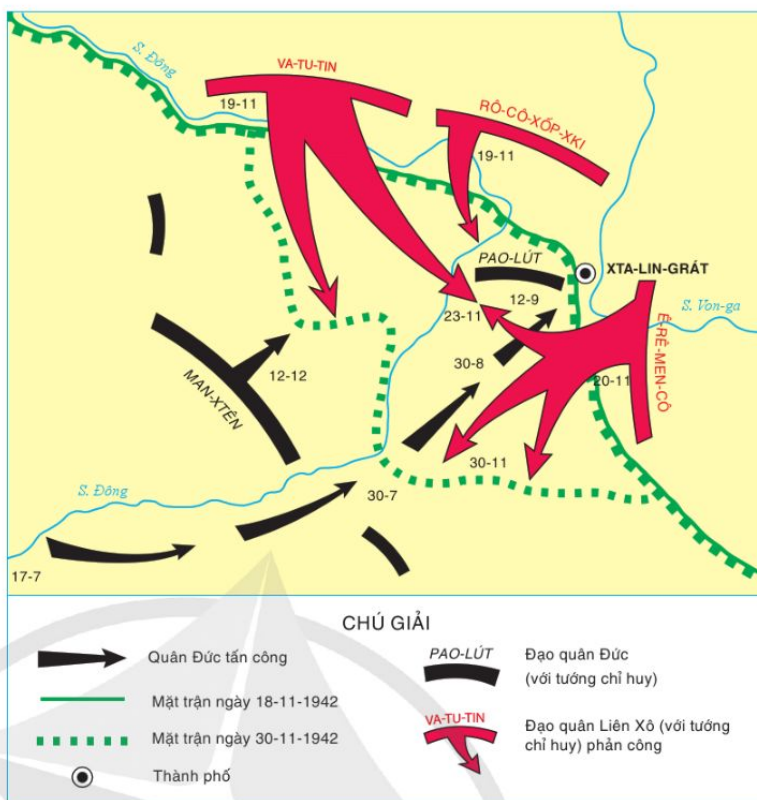 S. Đông
VA-TU-TIN
19-11
RÔ-CÔ-XỐP-XKI
19-11
PAO-LÚT
XTA-LIN-GRÁT
12-9
23-11
S. Von-ga
Ê-RÊ-MEN-CÔ
30-8
20-11
12-12
MAN-XTÊN
30-11
S. Đông
30-7
17-7
CHÚ GIẢI
Quân Đức tấn công
Mặt trận ngày 18-11-1942
Mặt trận ngày 30-11-1942
Thành phố
PAO-LÚT
Đạo quân Đức
(với tướng chỉ huy)
VA-TU-TIN
Đạo quân Liên Xô (với tướng
chỉ huy) phản công